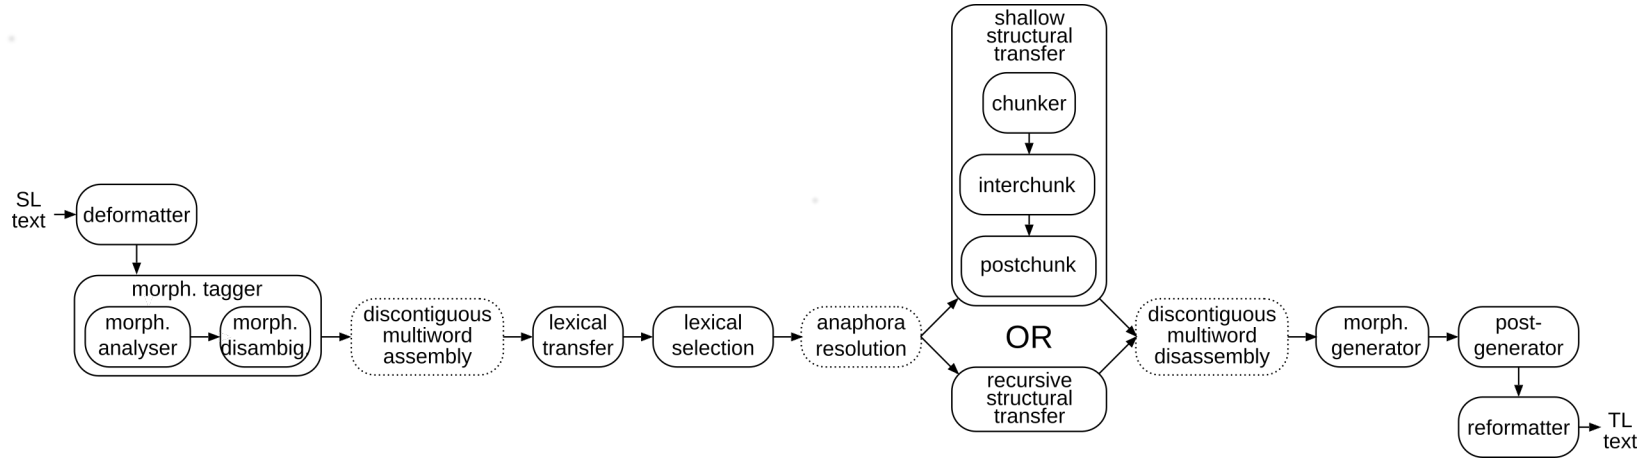 SL
text
deformatter
morph. tagger
morph.
analyser
morph.
disambig.
discontiguous
multiword
assembly
lexical
transfer
lexical
selection
anaphora
resolution
shallow
structural
transfer
chunker
interchunk
postchunk
OR
recursive
structural
transfer
discontiguous
multiword
disassembly
morph.
generator
post-
generator
reformatter
TL
text